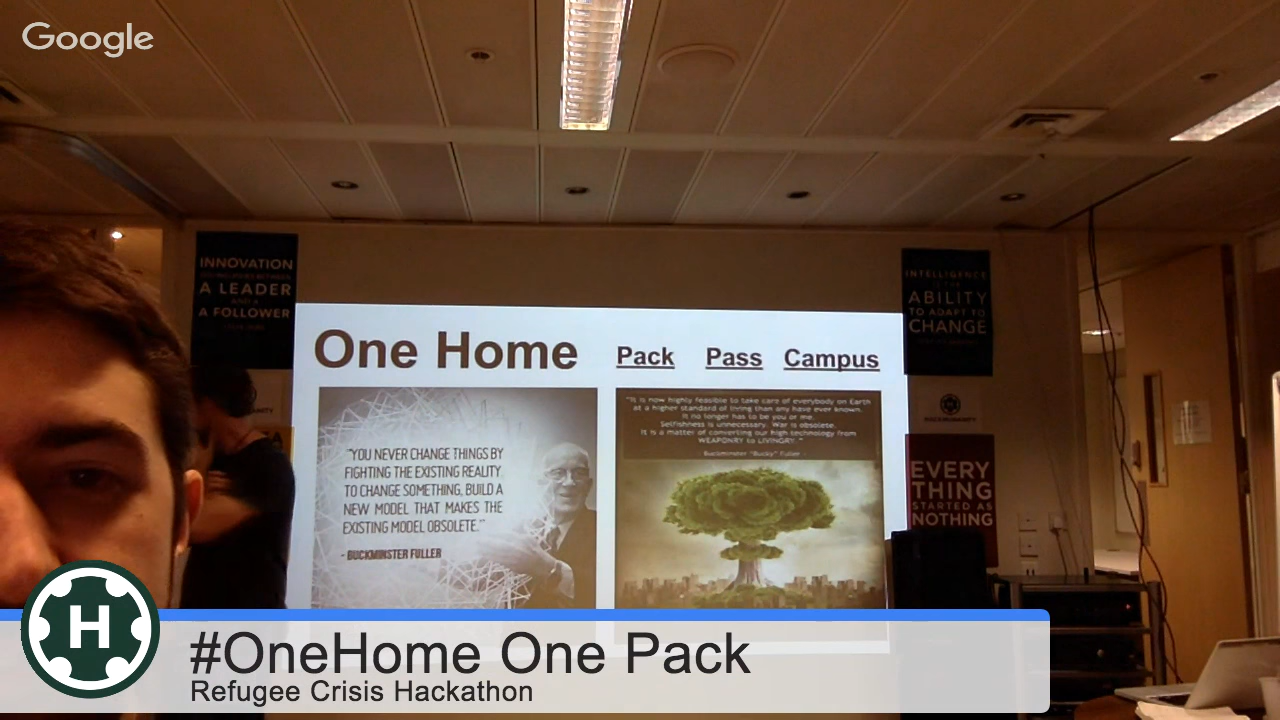 Google
INNOVATION
A LEADER
AND A
A FOLLOWER
INTELLIGENCE
IS THE
ABILITY
TO ADAPT TO
CHANGE
One Home
Pack
Pass
Campus
"YOU NEVER CHANGE THINGS BY
FIGHTING THE EXISTING REALITY.
TO CHANGE SOMETHING, BUILD A
NEW MODEL THAT MAKES THE
EXISTING MODEL OBSOLETE."
- BUCKMINSTER FULLER
"It is now highly feasible to take care of everybody on Earth
at a higher standard of living than any have ever known.
It no longer has to be you or me.
Selfishness is unnecessary. War is obsolete.
It is a matter of converting our high technology from
WEAPONRY to LIVINGRY. "
- Buckminster "Bucky" Fuller -
EVERY
THING
STARTED AS
NOTHING
H
#OneHome One Pack
Refugee Crisis Hackathon